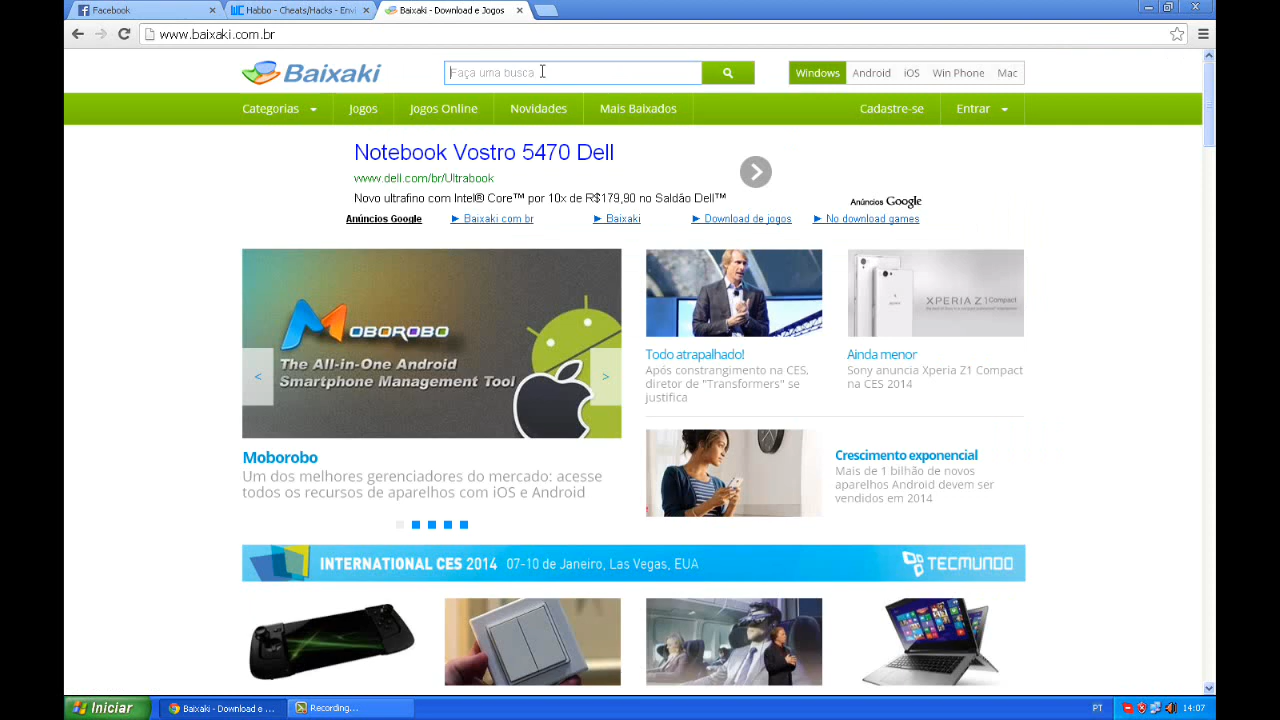 Facebook
Habbo - Cheats/Hacks - Envi
Baixaki - Download e Jogos
www.baixaki.com.br
Baixaki
Faça uma busca
Windows
Android
iOS
Win Phone
Mac
Categorias
Jogos
Jogos Online
Novidades
Mais Baixados
Cadastre-se
Entrar
Notebook Vostro 5470 Dell
www.dell.com/br/Ultrabook
Novo ultrafino com Intel® Core™ por 10x de R$179,90 no Saldão Dell™
Anúncios Google
Anúncios Google
► Baixaki com br
► Baixaki
► Download de jogos
► No download games
MOBOROBO
The All-in-One Android
Smartphone Management Tool
<
>
Moborobo
Um dos melhores gerenciadores do mercado: acesse
todos os recursos de aparelhos com iOS e Android
Todo atrapalhado!
Após constrangimento na CES,
diretor de "Transformers" se
justifica
XPERIA Z1 Compact
Ainda menor
Sony anuncia Xperia Z1 Compact
na CES 2014
Crescimento exponencial
Mais de 1 bilhão de novos
aparelhos Android devem ser
vendidos em 2014
INTERNATIONAL CES 2014 07-10 de Janeiro, Las Vegas, EUA
TECMUNDO
Iniciar
Baixaki - Download e ...
Recording...
PT
14:07